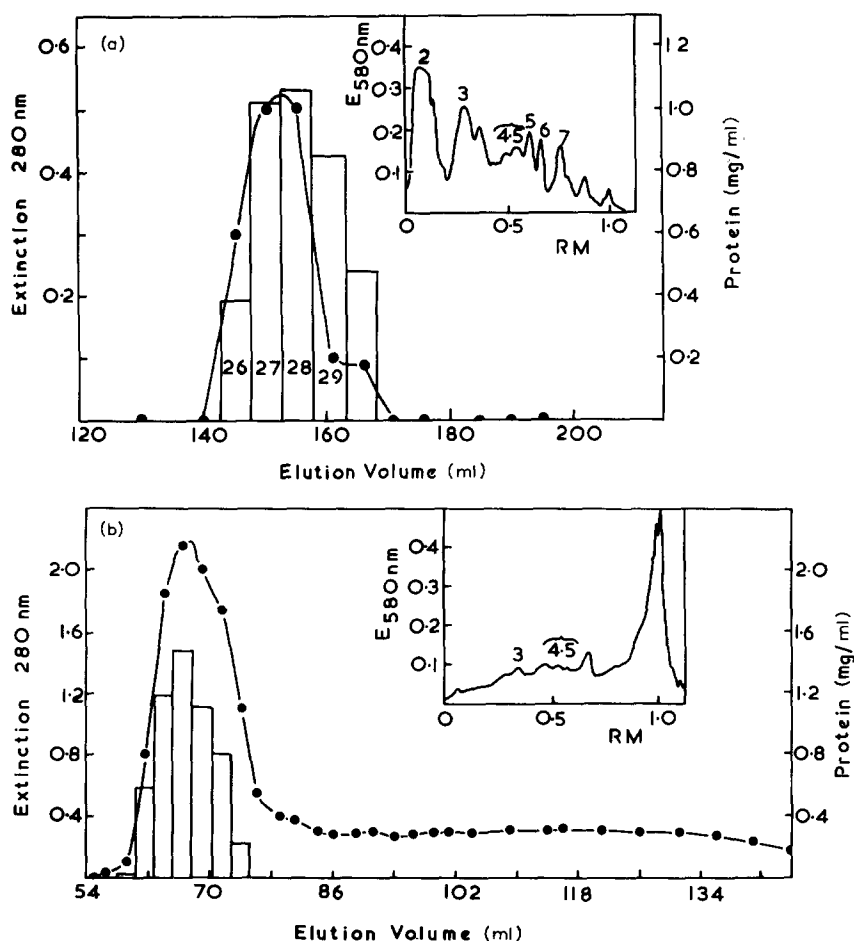 (a)
Extinction 280 nm
0·6
0·4
0·2
Protein (mg/ml)
1·2
1·0
0·8
0·6
0·4
0·2
26 27 28 29
120 140 160 180 200
Elution Volume (ml)
E580nm
0·4
0·3
0·2
0·1
2 3 4·5 5 6 7
0 0·5 1·0
RM
(b)
Extinction 280 nm
2·0
1·6
1·2
0·8
0·4
Protein (mg/ml)
2·0
1·6
1·2
0·8
0·4
54 70 86 102 118 134
Elution Volume (ml)
E580nm
0·4
0·3
0·2
0·1
3 4·5
0 0·5 1·0
RM